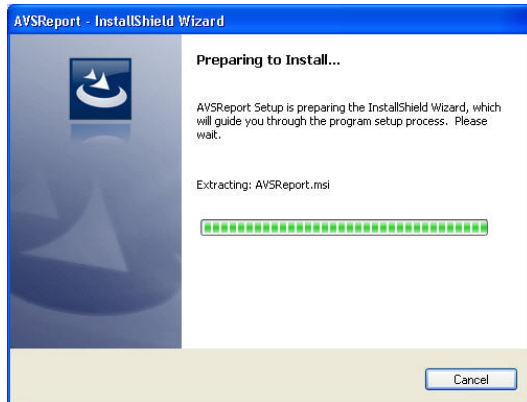 AVSReport - InstallShield Wizard
Preparing to Install...
AVSReport Setup is preparing the InstallShield Wizard, which
will guide you through the program setup process.  Please
wait.
Extracting: AVSReport.msi
Cancel